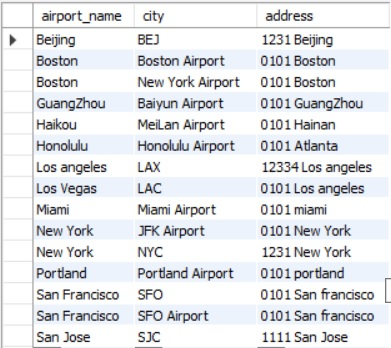 airport_name city address
Beijing BEJ 1231 Beijing
Boston Boston Airport 0101 Boston
Boston New York Airport 0101 Boston
GuangZhou Baiyun Airport 0101 GuangZhou
Haikou MeiLan Airport 0101 Hainan
Honolulu Honolulu Airport 0101 Atlanta
Los angeles LAX 12334 Los angeles
Los Vegas LAC 0101 Los angeles
Miami Miami Airport 0101 miami
New York JFK Airport 0101 New York
New York NYC 1231 New York
Portland Portland Airport 0101 portland
San Francisco SFO 0101 San francisco
San Francisco SFO Airport 0101 San francisco
San Jose SJC 1111 San Jose